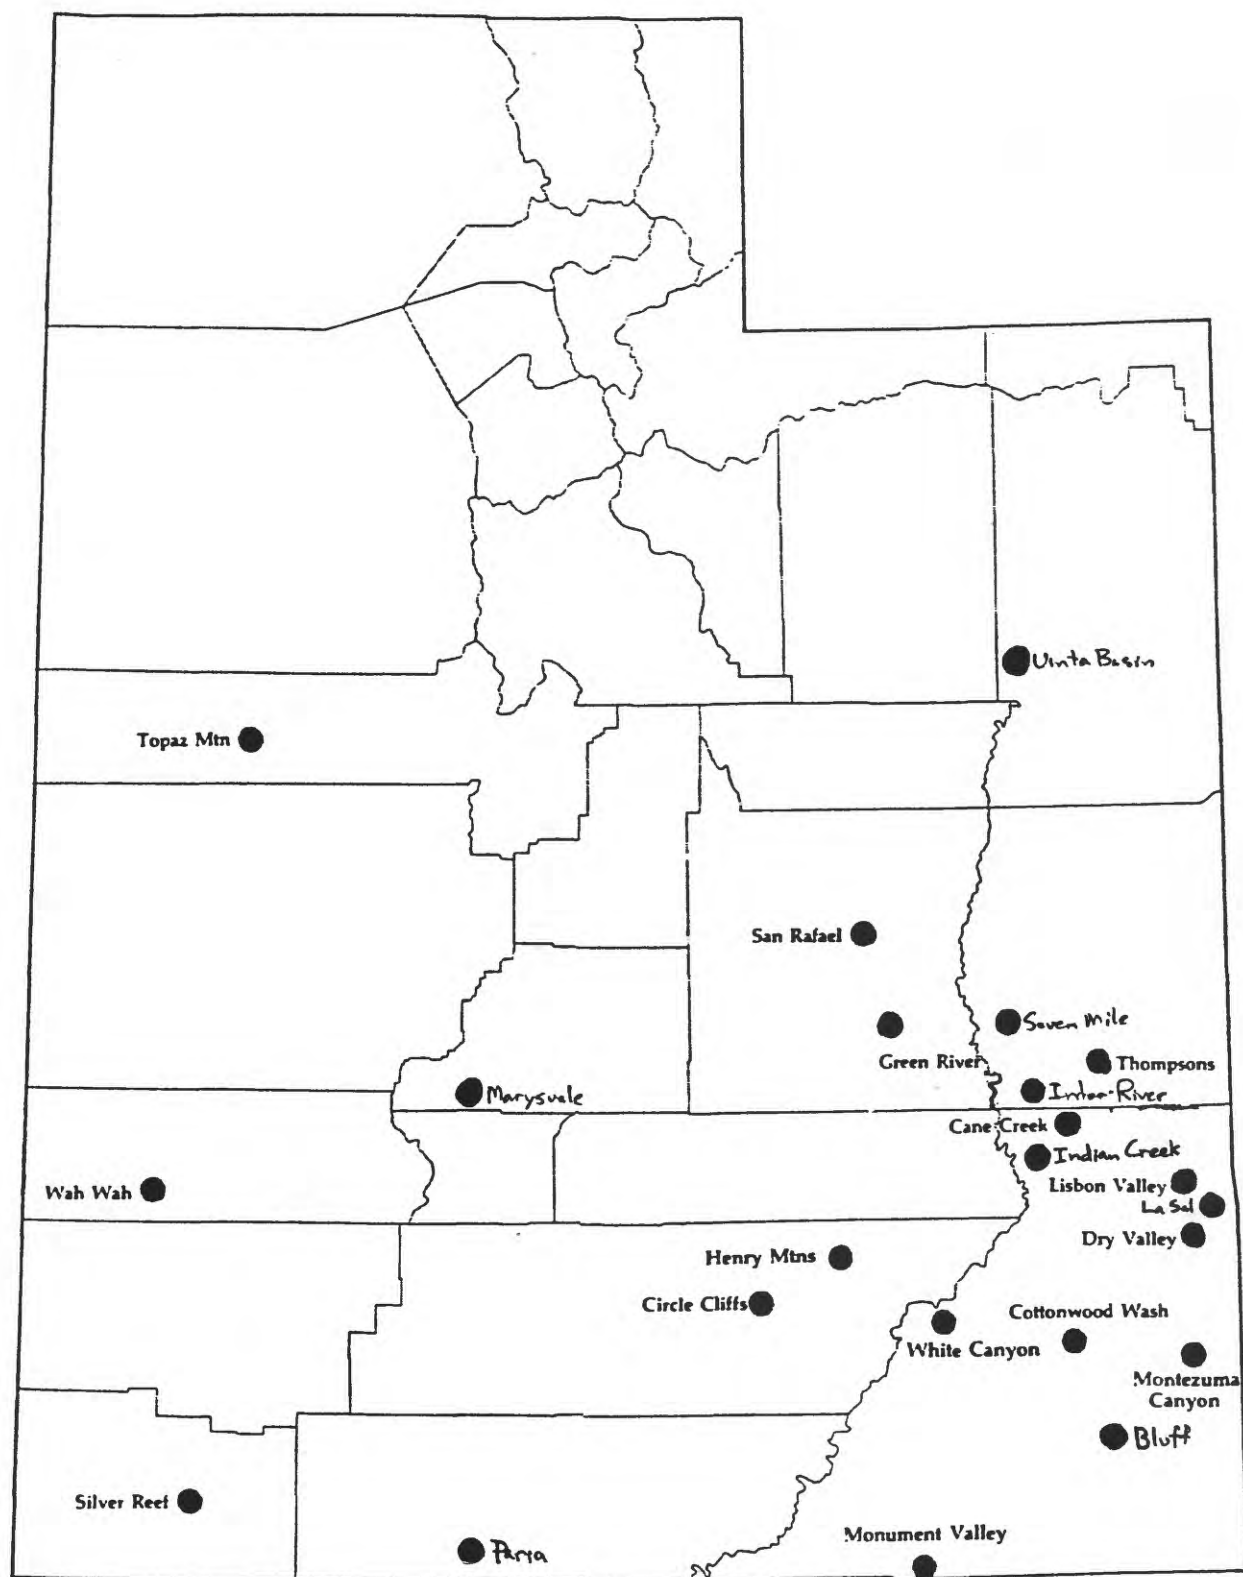 Uinta Basin
Topaz Mtn
San Rafael
Seven Mile
Green River
Thompsons
Marysvale
Inter-River
Cane Creek
Indian Creek
Wah Wah
Lisbon Valley
La Sal
Dry Valley
Henry Mtns
Circle Cliffs
Cottonwood Wash
White Canyon
Montezuma
Canyon
Bluff
Silver Reef
Monument Valley
Paria